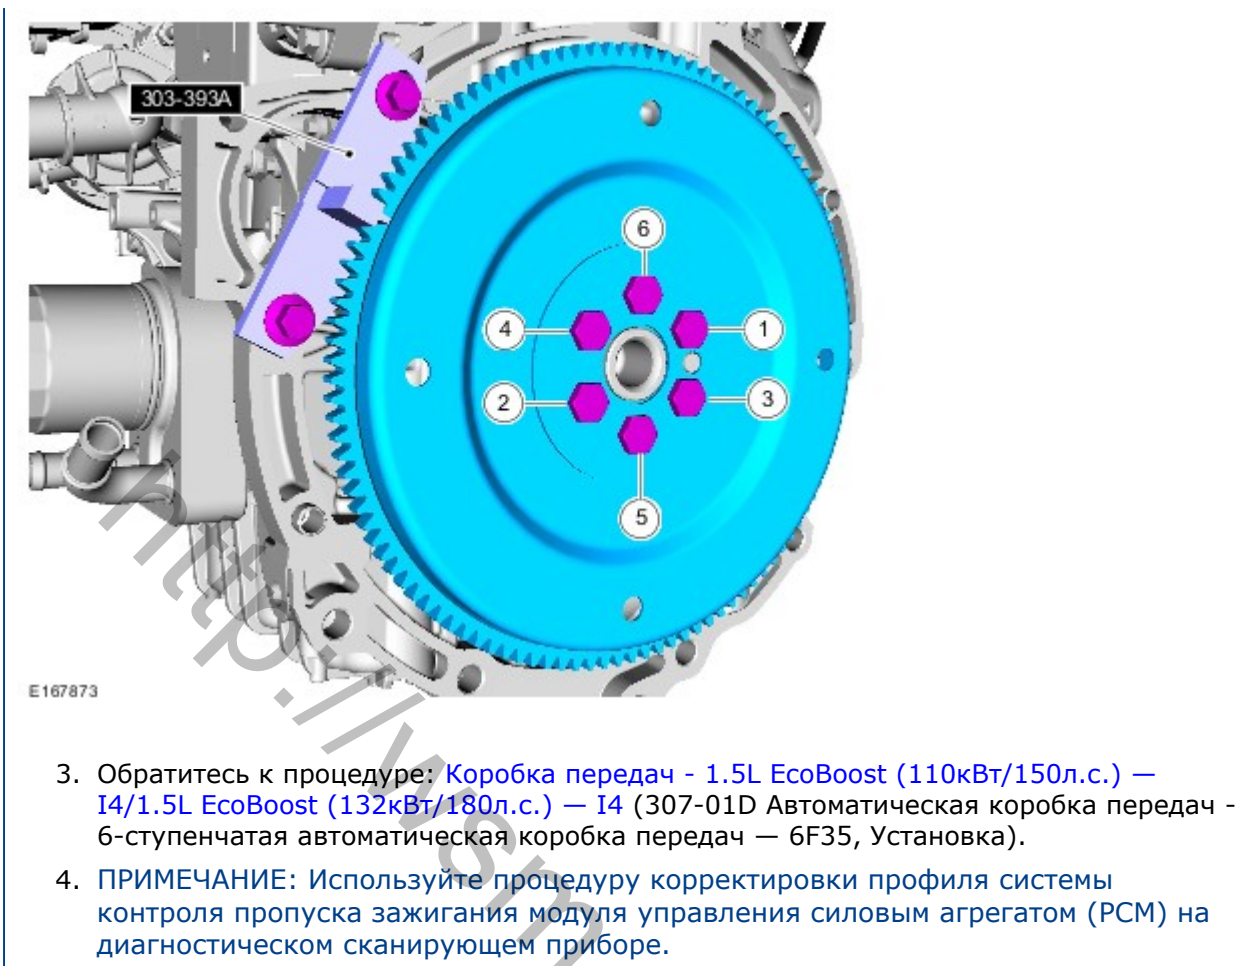 303-393A
6
4
1
2
3
5
E167873
3. Обратитесь к процедуре: Коробка передач - 1.5L EcoBoost (110кВт/150л.с.) —
I4/1.5L EcoBoost (132кВт/180л.с.) — I4 (307-01D Автоматическая коробка передач -
6-ступенчатая автоматическая коробка передач — 6F35, Установка).
4. ПРИМЕЧАНИЕ: Используйте процедуру корректировки профиля системы
контроля пропуска зажигания модуля управления силовым агрегатом (PCM) на
диагностическом сканирующем приборе.
http://wsm